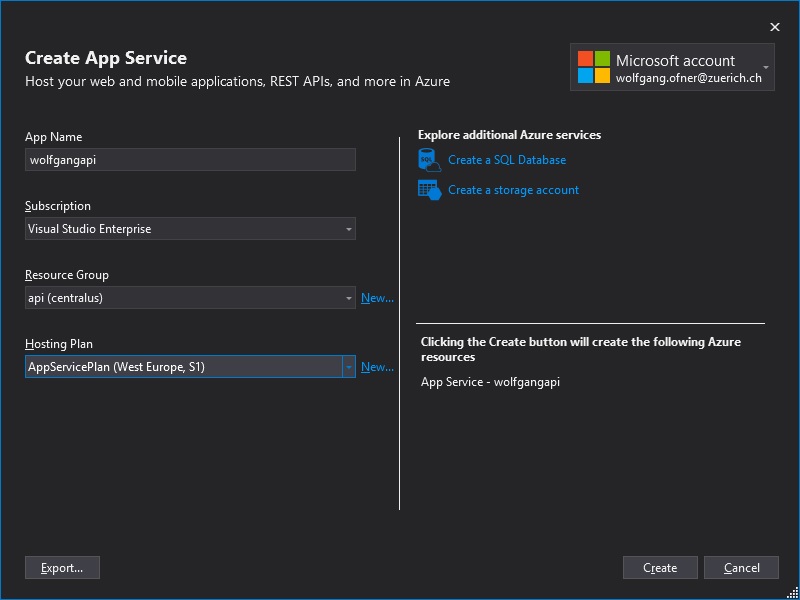 Create App Service
Host your web and mobile applications, REST APIs, and more in Azure
Microsoft account
wolfgang.ofner@zuerich.ch
App Name
wolfgangapi
Subscription
Visual Studio Enterprise
Resource Group
api (centralus)
New...
Hosting Plan
AppServicePlan (West Europe, S1)
New...
Explore additional Azure services
SQL
Create a SQL Database
Create a storage account
Clicking the Create button will create the following Azure
resources
App Service - wolfgangapi
Export...
Create
Cancel